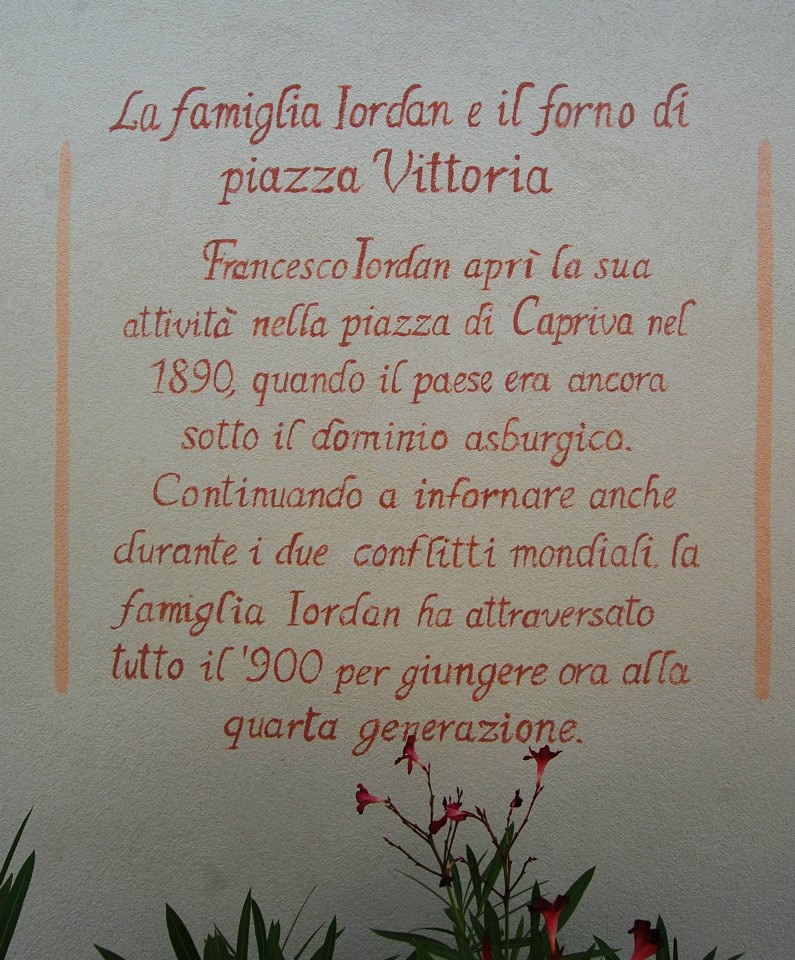 La famiglia Iordan e il forno di
piazza Vittoria
Francesco Iordan aprì la sua
attività nella piazza di Capriva nel
1890, quando il paese era ancora
sotto il dominio asburgico.
Continuando a infornare anche
durante i due conflitti mondiali. la
famiglia Iordan ha attraversato
tutto il '900 per giungere ora alla
quarta generazione.